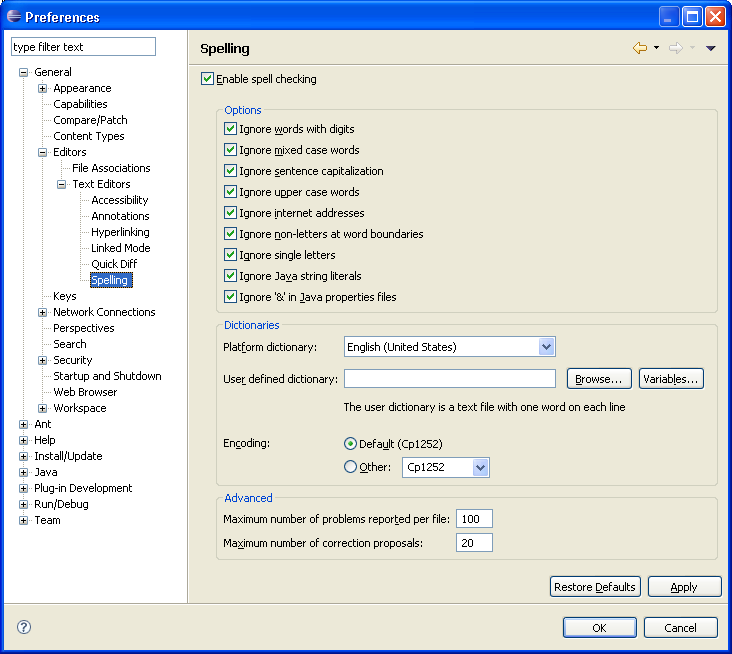 Preferences
type filter text
General
Appearance
Capabilities
Compare/Patch
Content Types
Editors
File Associations
Text Editors
Accessibility
Annotations
Hyperlinking
Linked Mode
Quick Diff
Spelling
Keys
Network Connections
Perspectives
Search
Security
Startup and Shutdown
Web Browser
Workspace
Ant
Help
Install/Update
Java
Plug-in Development
Run/Debug
Team
Spelling
Enable spell checking
Options
Ignore words with digits
Ignore mixed case words
Ignore sentence capitalization
Ignore upper case words
Ignore internet addresses
Ignore non-letters at word boundaries
Ignore single letters
Ignore Java string literals
Ignore '&' in Java properties files
Dictionaries
Platform dictionary: English (United States)
User defined dictionary: Browse... Variables...
The user dictionary is a text file with one word on each line
Encoding: Default (Cp1252)
Other: Cp1252
Advanced
Maximum number of problems reported per file: 100
Maximum number of correction proposals: 20
Restore Defaults Apply
? OK Cancel